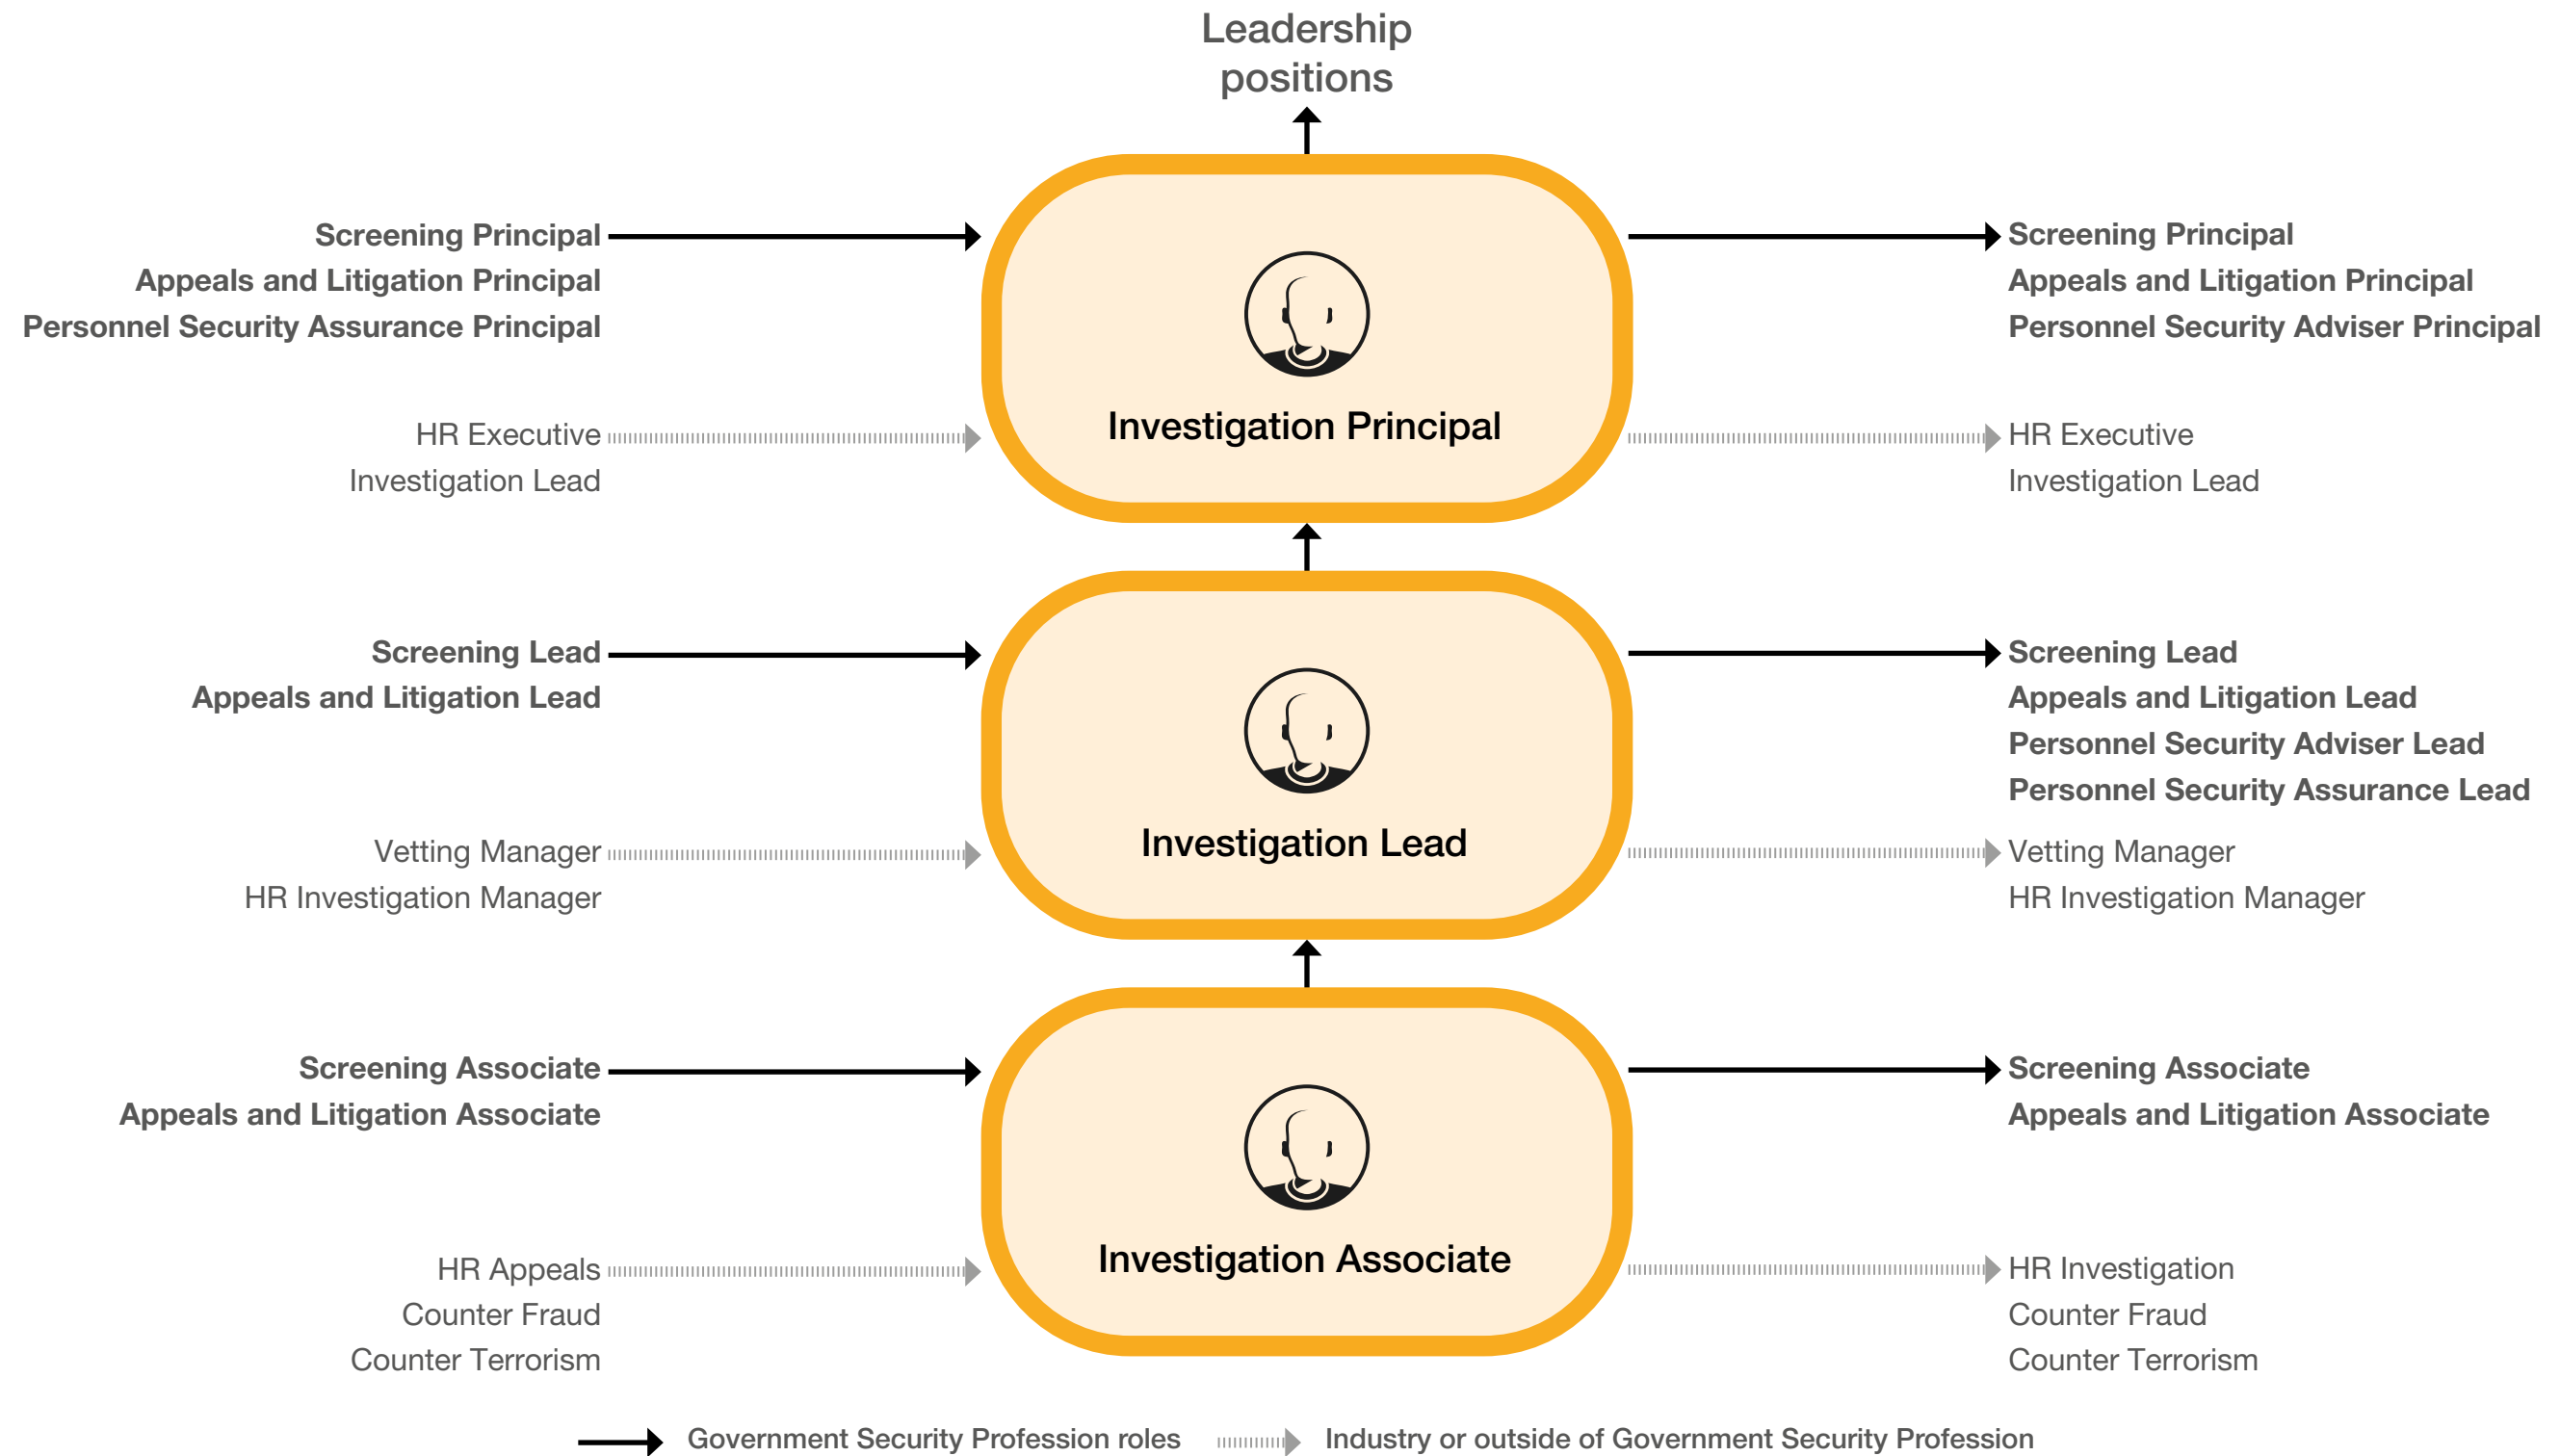 Leadership
positions
Screening Principal
Appeals and Litigation Principal
Personnel Security Assurance Principal
HR Executive
Investigation Lead
Investigation Principal
Screening Principal
Appeals and Litigation Principal
Personnel Security Adviser Principal
HR Executive
Investigation Lead
Screening Lead
Appeals and Litigation Lead
Vetting Manager
HR Investigation Manager
Investigation Lead
Screening Lead
Appeals and Litigation Lead
Personnel Security Adviser Lead
Personnel Security Assurance Lead
Vetting Manager
HR Investigation Manager
Screening Associate
Appeals and Litigation Associate
HR Appeals
Counter Fraud
Counter Terrorism
Investigation Associate
Screening Associate
Appeals and Litigation Associate
HR Investigation
Counter Fraud
Counter Terrorism
Government Security Profession roles
Industry or outside of Government Security Profession